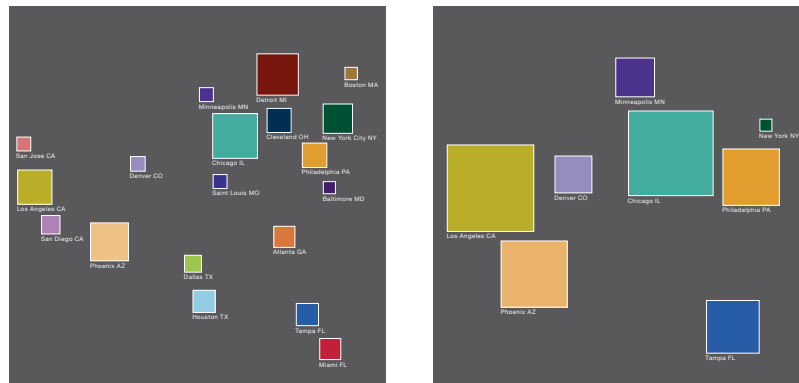 Boston MA
Detroit MI
Minneapolis MN
Cleveland OH
New York City NY
San Jose CA
Chicago IL
Philadelphia PA
Denver CO
Saint Louis MO
Baltimore MD
Los Angeles CA
San Diego CA
Phoenix AZ
Atlanta GA
Dallas TX
Houston TX
Tampa FL
Miami FL
Minneapolis MN
New York NY
Denver CO
Chicago IL
Philadelphia PA
Los Angeles CA
Phoenix AZ
Tampa FL